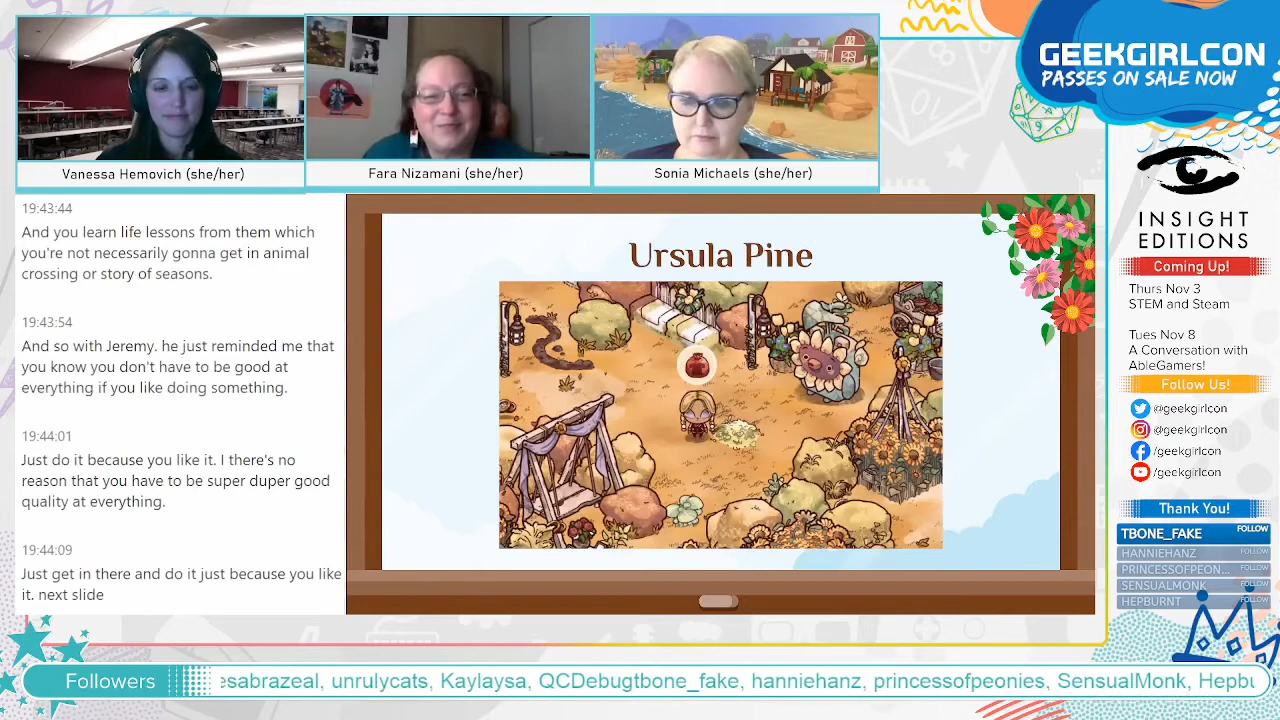 GEEKGIRLCON
PASSES ON SALE NOW
Vanessa Hemovich (she/her)
Fara Nizamani (she/her)
Sonia Michaels (she/her)
19:43:44
And you learn life lessons from them which
you're not necessarily gonna get in animal
crossing or story of seasons.
19:43:54
And so with Jeremy. he just reminded me that
you know you don't have to be good at
everything if you like doing something.
19:44:01
Just do it because you like it. I there's no
reason that you have to be super duper good
quality at everything.
19:44:09
Just get in there and do it just because you like
it. next slide
Ursula Pine
INSIGHT
EDITIONS
Coming Up!
Thurs Nov 3
STEM and Steam
Tues Nov 8
A Conversation with
AbleGamers!
Follow Us!
@geekgirlcon
@geekgirlcon
/geekgirlcon
/geekgirlcon
Thank You!
TBONE_FAKE FOLLOW
HANNIEHANZ FOLLOW
PRINCESSOFPEON... FOLLOW
SENSUALMONK FOLLOW
HEPBURNT FOLLOW
Followers esabrazeal, unrulycats, Kaylaysa, QCDebugtbone_fake, hanniehanz, princessofpeonies, SensualMonk, Hepbu